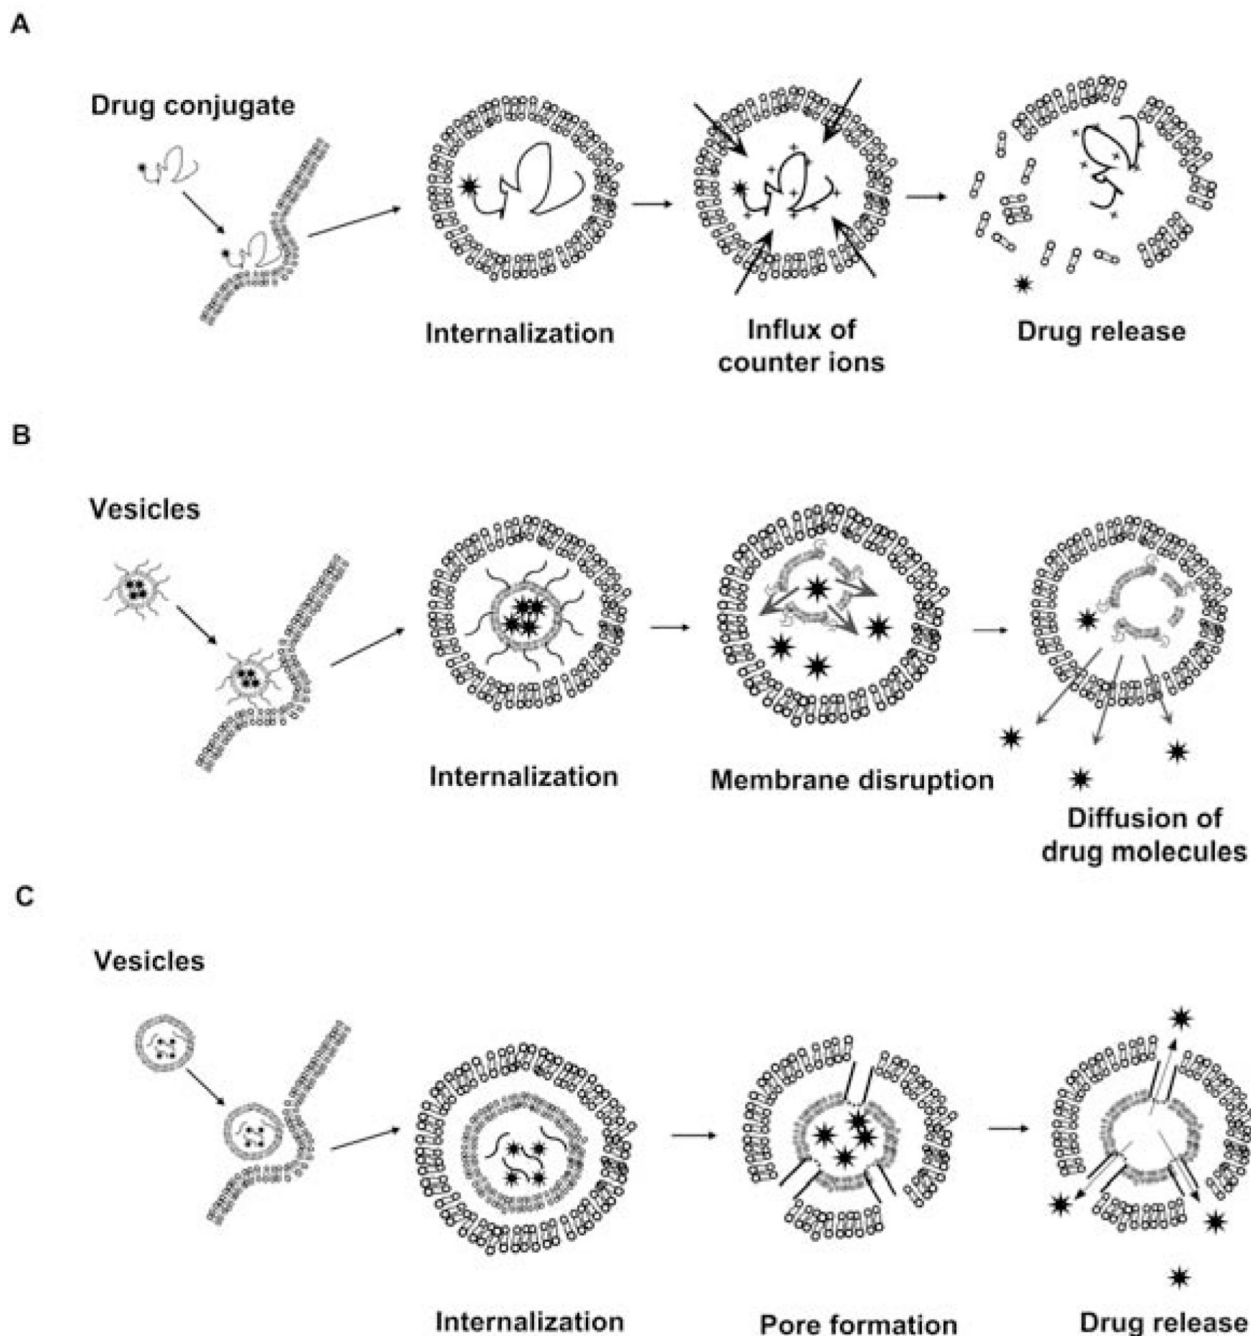 A
Drug conjugate
Internalization
Influx of
counter ions
Drug release
B
Vesicles
Internalization
Membrane disruption
Diffusion of
drug molecules
C
Vesicles
Internalization
Pore formation
Drug release